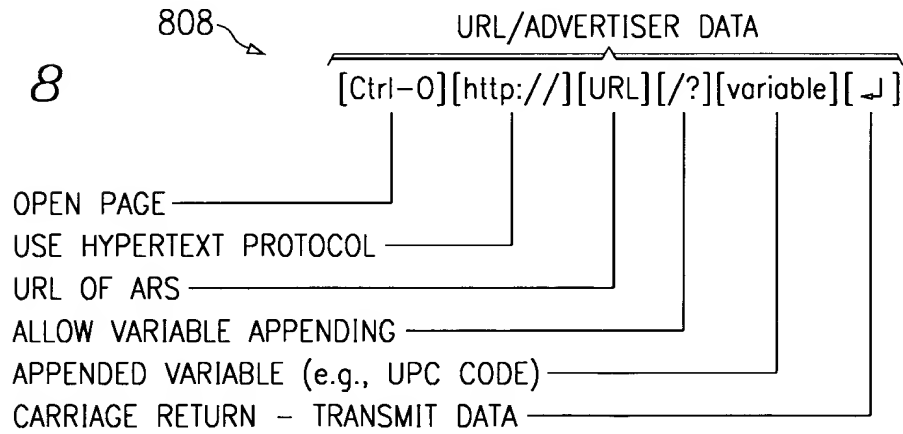 808
URL/ADVERTISER DATA
8
[Ctrl-O][http://][URL][/?][variable][↵]
OPEN PAGE
USE HYPERTEXT PROTOCOL
URL OF ARS
ALLOW VARIABLE APPENDING
APPENDED VARIABLE (e.g., UPC CODE)
CARRIAGE RETURN - TRANSMIT DATA